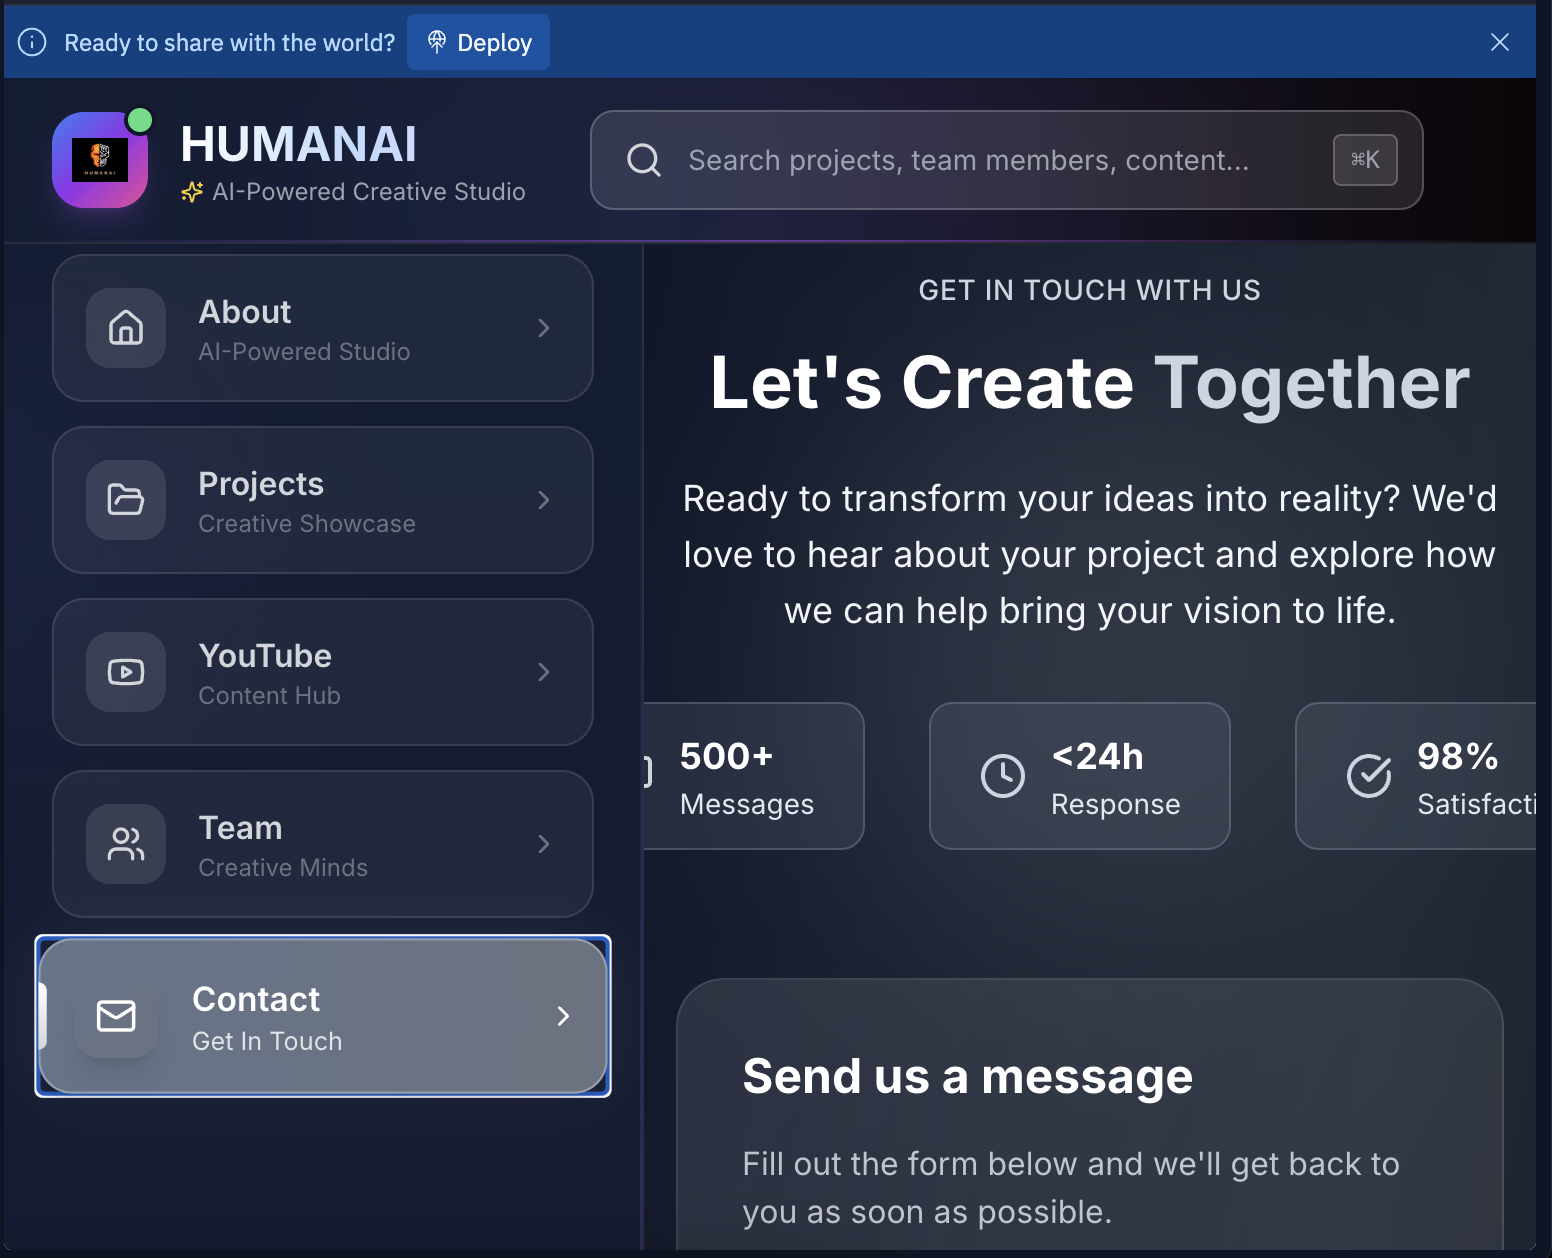 Ready to share with the world?
Deploy
HUMANAI
HUMANAI
AI-Powered Creative Studio
Search projects, team members, content...
⌘K
About
AI-Powered Studio
Projects
Creative Showcase
YouTube
Content Hub
Team
Creative Minds
Contact
Get In Touch
GET IN TOUCH WITH US
Let's Create Together
Ready to transform your ideas into reality? We'd
love to hear about your project and explore how
we can help bring your vision to life.
500+
Messages
<24h
Response
98%
Satisfacti
Send us a message
Fill out the form below and we'll get back to
you as soon as possible.